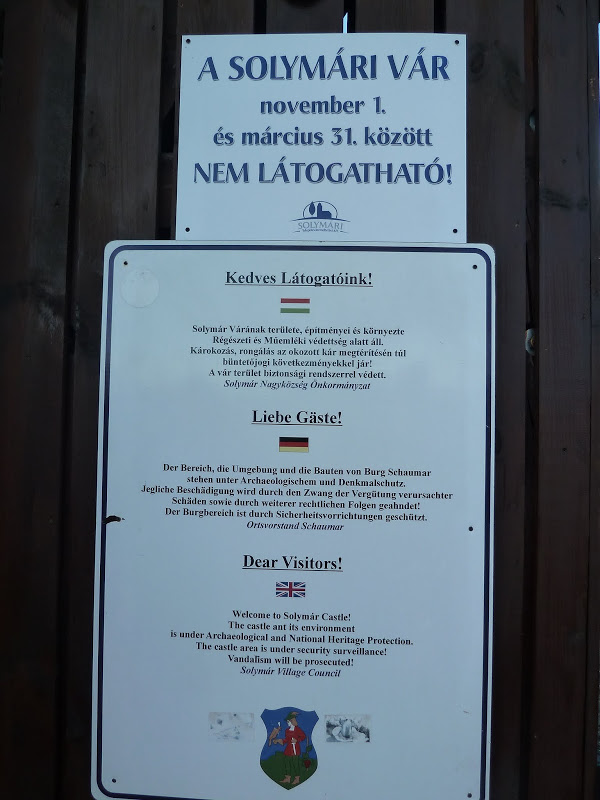 A SOLYMÁRI VÁR
november 1.
és március 31. között
NEM LÁTOGATHATÓ!
SOLYMÁRI
Kedves Látogatóink!
Solymár Várának területe, építményei és környezte
Régészeti és Műemléki védettség alatt áll.
Károkozás, rongálás az okozott kár megtérítésén túl
büntetőjogi következményekkel jár!
A vár terület biztonsági rendszerrel védett.
Solymár Nagyközség Önkormányzat
Liebe Gäste!
Der Bereich, die Umgebung und die Bauten von Burg Schaumar
stehen unter Archaeologischem und Denkmalschutz.
Jegliche Beschädigung wird durch den Zwang der Vergütung verursachter
Schäden sowie durch weiterer rechtlichen Folgen geahndet!
Der Burgbereich ist durch Sicherheitsvorrichtungen geschützt.
Ortsvorstand Schaumar
Dear Visitors!
Welcome to Solymár Castle!
The castle ant its environment
is under Archaeological and National Heritage Protection.
The castle area is under security surveillance!
Vandalism will be prosecuted!
Solymár Village Council